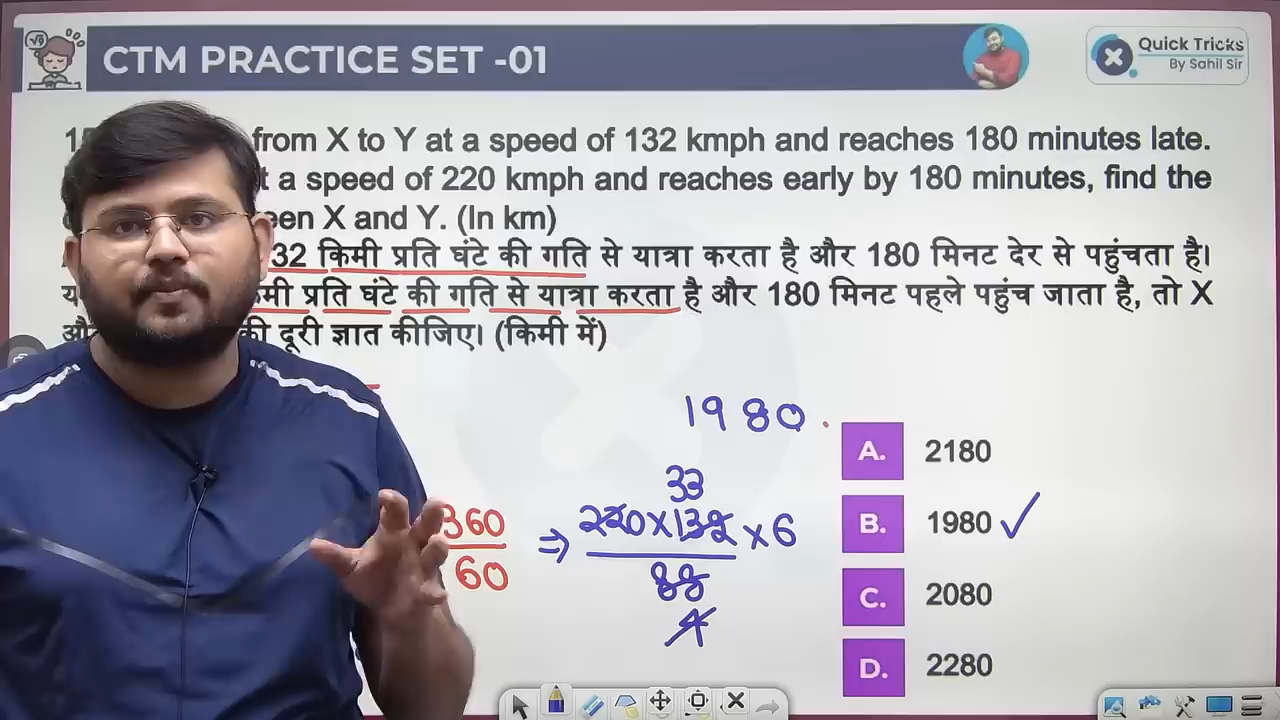 CTM PRACTICE SET -01
Quick Tricks
By Sahil Sir
from X to Y at a speed of 132 kmph and reaches 180 minutes late.
t a speed of 220 kmph and reaches early by 180 minutes, find the
een X and Y. (In km)
32 किमी प्रति घंटे की गति से यात्रा करता है और 180 मिनट देर से पहुंचता है।
मी प्रति घंटे की गति से यात्रा करता है और 180 मिनट पहले पहुंच जाता है, तो X
की दूरी ज्ञात कीजिए। (किमी में)
1980
33
360
60
⇒ 220×132 ×6
88
4
A. 2180
B. 1980 ✓
C. 2080
D. 2280